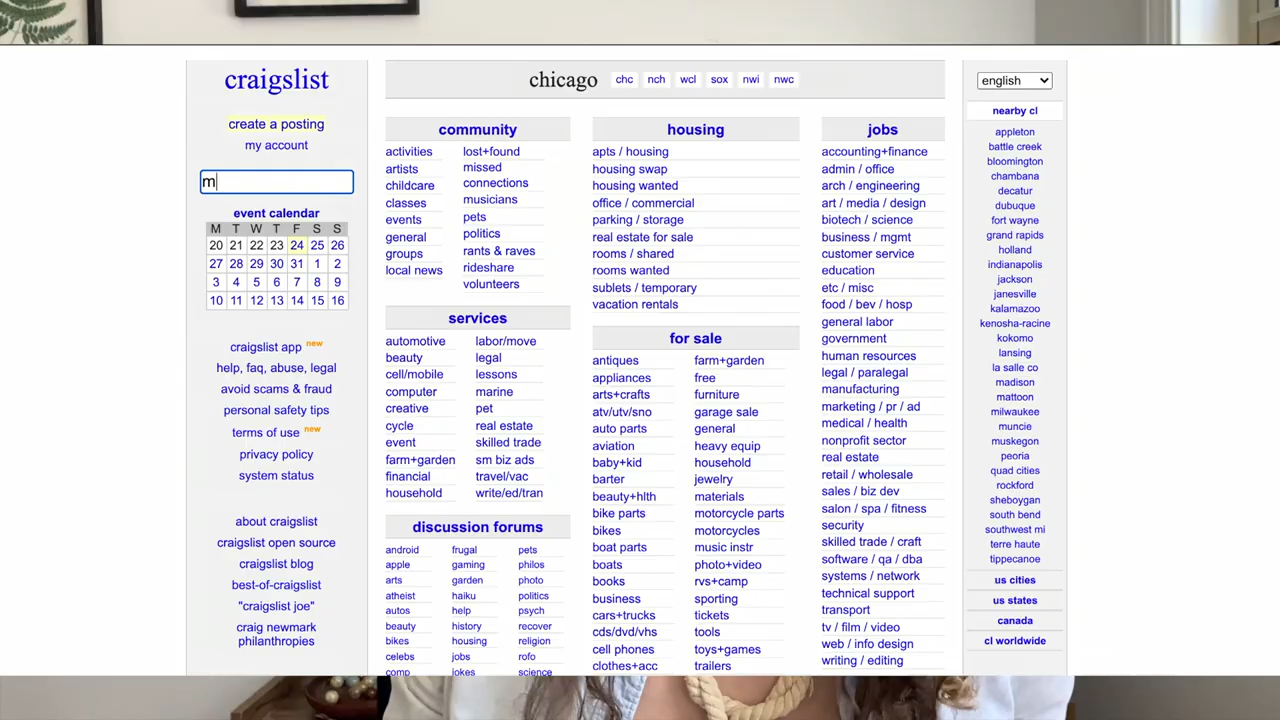 craigslist
create a posting
my account
m
event calendar
M T W T F S S
20 21 22 23 24 25 26
27 28 29 30 31 1 2
3 4 5 6 7 8 9
10 11 12 13 14 15 16
craigslist app new
help, faq, abuse, legal
avoid scams & fraud
personal safety tips
terms of use new
privacy policy
system status
about craigslist
craigslist open source
craigslist blog
best-of-craigslist
"craigslist joe"
craig newmark
philanthropies
chicago chc nch wcl sox nwi nwc
community
activities
artists
childcare
classes
events
general
groups
local news
lost+found
missed
connections
musicians
pets
politics
rants & raves
rideshare
volunteers
services
automotive
beauty
cell/mobile
computer
creative
cycle
event
farm+garden
financial
household
labor/move
legal
lessons
marine
pet
real estate
skilled trade
sm biz ads
travel/vac
write/ed/tran
discussion forums
android
apple
arts
atheist
autos
beauty
bikes
celebs
comp
frugal
gaming
garden
haiku
help
history
housing
jobs
jokes
pets
philos
photo
politics
psych
recover
religion
rofo
science
housing
apts / housing
housing swap
housing wanted
office / commercial
parking / storage
real estate for sale
rooms / shared
rooms wanted
sublets / temporary
vacation rentals
for sale
antiques
appliances
arts+crafts
atv/utv/sno
auto parts
aviation
baby+kid
barter
beauty+hlth
bike parts
bikes
boat parts
boats
books
business
cars+trucks
cds/dvd/vhs
cell phones
clothes+acc
farm+garden
free
furniture
garage sale
general
heavy equip
household
jewelry
materials
motorcycle parts
motorcycles
music instr
photo+video
rvs+camp
sporting
tickets
tools
toys+games
trailers
jobs
accounting+finance
admin / office
arch / engineering
art / media / design
biotech / science
business / mgmt
customer service
education
etc / misc
food / bev / hosp
general labor
government
human resources
legal / paralegal
manufacturing
marketing / pr / ad
medical / health
nonprofit sector
real estate
retail / wholesale
sales / biz dev
salon / spa / fitness
security
skilled trade / craft
software / qa / dba
systems / network
technical support
transport
tv / film / video
web / info design
writing / editing
english
nearby cl
appleton
battle creek
bloomington
chambana
decatur
dubuque
fort wayne
grand rapids
holland
indianapolis
jackson
janesville
kalamazoo
kenosha-racine
kokomo
lansing
la salle co
madison
mattoon
milwaukee
muncie
muskegon
peoria
quad cities
rockford
sheboygan
south bend
southwest mi
terre haute
tippecanoe
us cities
us states
canada
cl worldwide